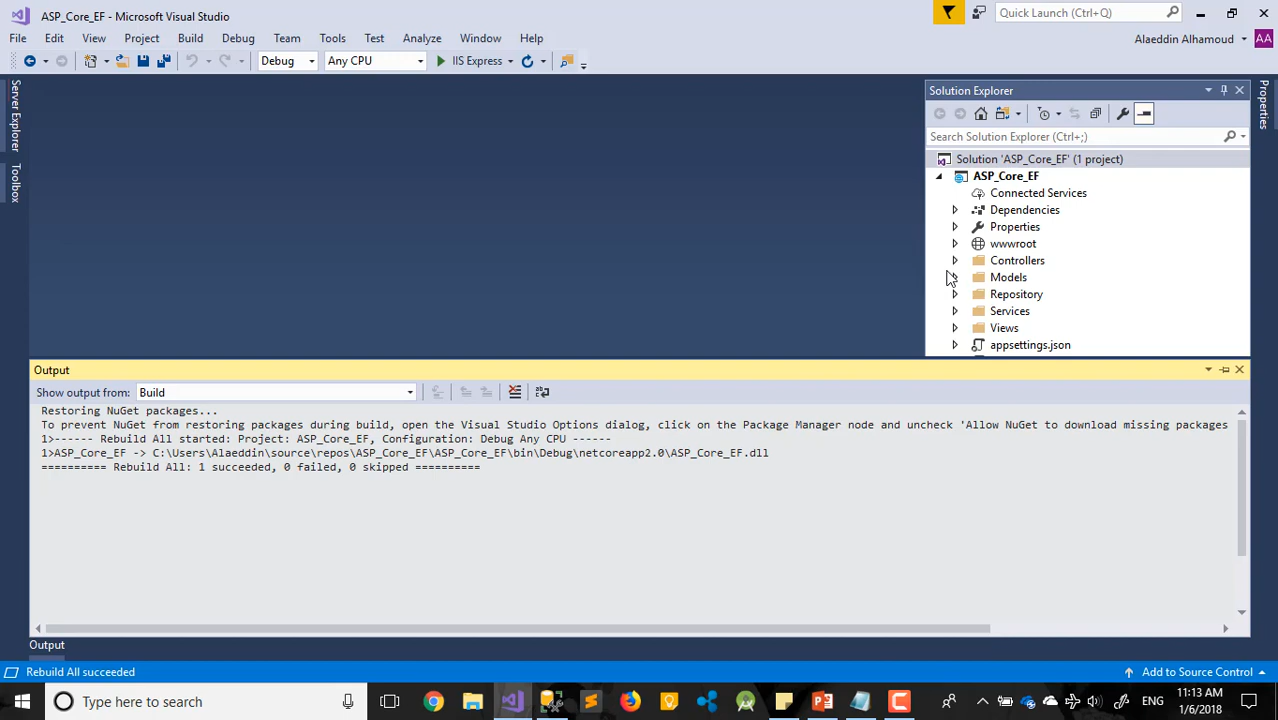 ASP_Core_EF - Microsoft Visual Studio
Quick Launch (Ctrl+Q)
File Edit View Project Build Debug Team Tools Test Analyze Window Help
Alaeddin Alhamoud AA
Debug Any CPU IIS Express
Server Explorer
Toolbox
Solution Explorer
Properties
Search Solution Explorer (Ctrl+;)
Solution 'ASP_Core_EF' (1 project)
ASP_Core_EF
Connected Services
Dependencies
Properties
wwwroot
Controllers
Models
Repository
Services
Views
appsettings.json
Output
Show output from: Build
Restoring NuGet packages...
To prevent NuGet from restoring packages during build, open the Visual Studio Options dialog, click on the Package Manager node and uncheck 'Allow NuGet to download missing packages
1>------ Rebuild All started: Project: ASP_Core_EF, Configuration: Debug Any CPU ------
1>ASP_Core_EF -> C:\Users\Alaeddin\source\repos\ASP_Core_EF\ASP_Core_EF\bin\Debug\netcoreapp2.0\ASP_Core_EF.dll
========== Rebuild All: 1 succeeded, 0 failed, 0 skipped ==========
Output
Rebuild All succeeded
Add to Source Control
Type here to search
ENG
11:13 AM
1/6/2018